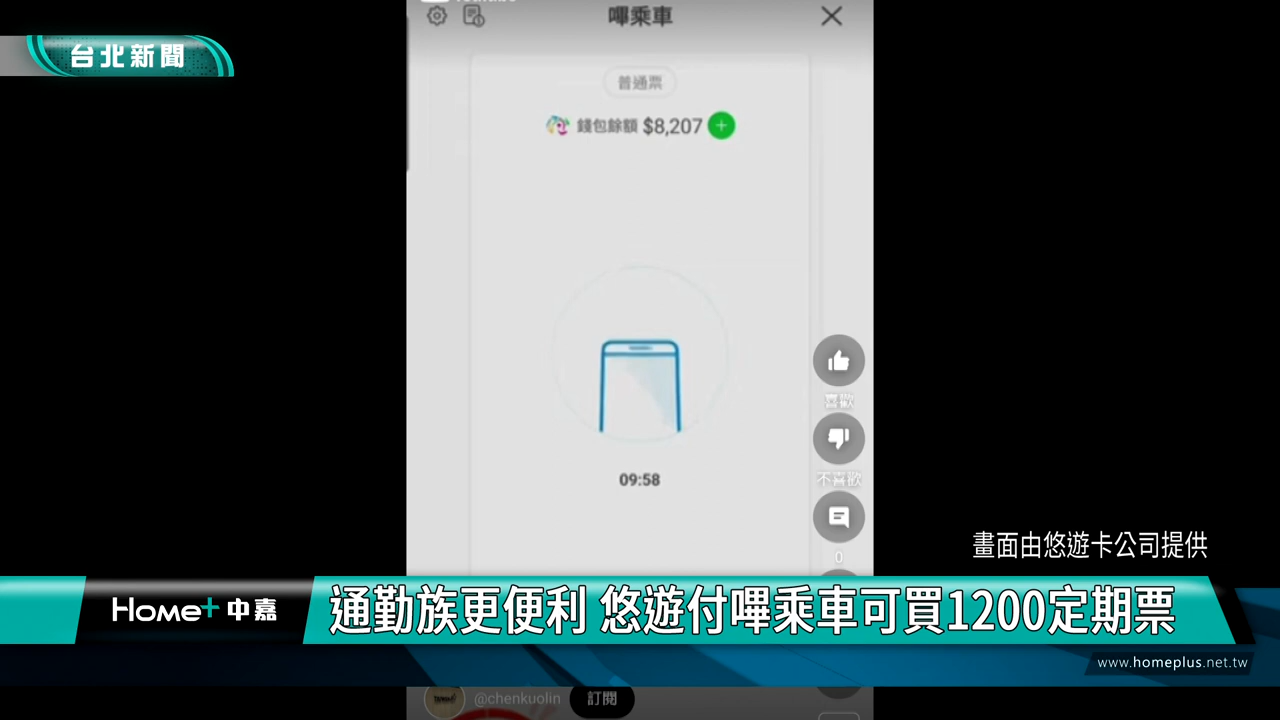 嗶乘車
台北新聞
普通票
錢包餘額 $8,207
09:58
喜歡
不喜歡
0
畫面由悠遊卡公司提供
Home+ 中嘉
通勤族更便利 悠遊付嗶乘車可買1200定期票
www.homeplus.net.tw
@chenkuolin
訂閱